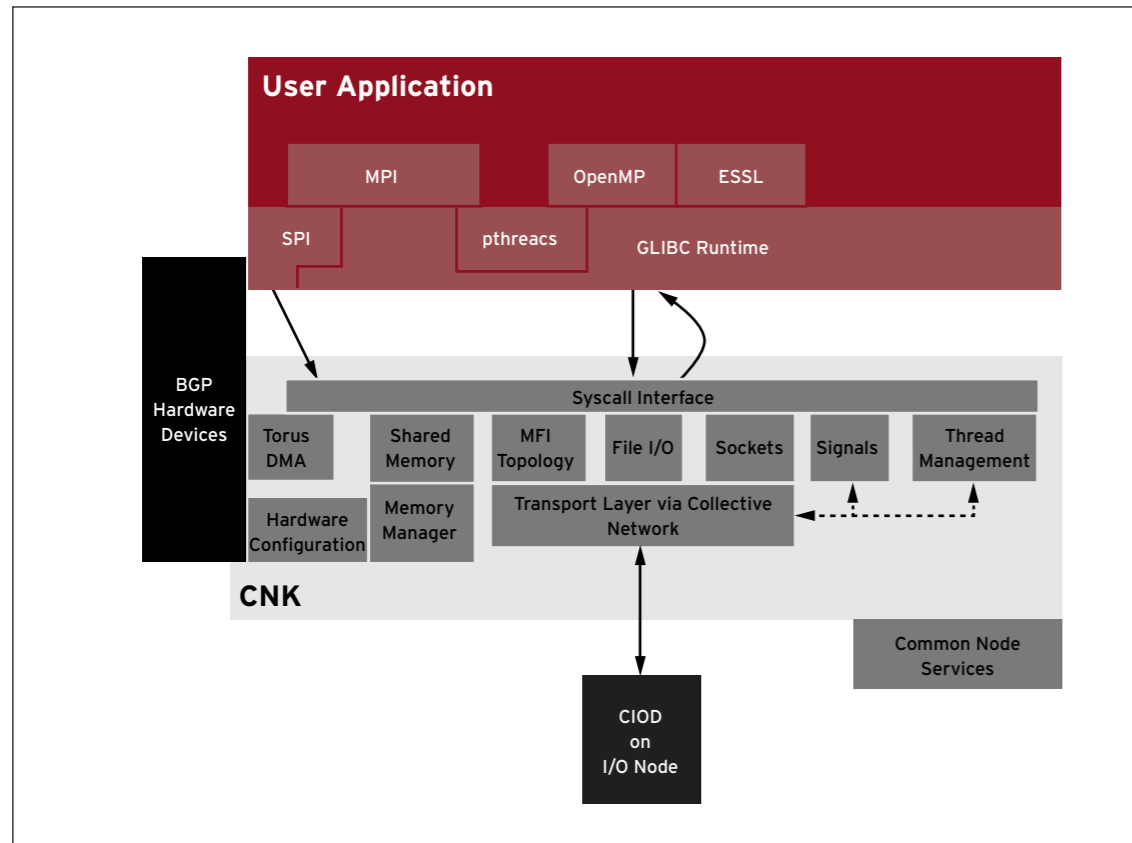 User Application
MPI
OpenMP
ESSL
SPI
pthreacs
GLIBC Runtime
BGP
Hardware
Devices
Syscall Interface
Torus
DMA
Shared
Memory
MFI
Topology
File I/O
Sockets
Signals
Thread
Management
Hardware
Configuration
Memory
Manager
Transport Layer via Collective
Network
CNK
Common Node
Services
CIOD
on
I/O Node